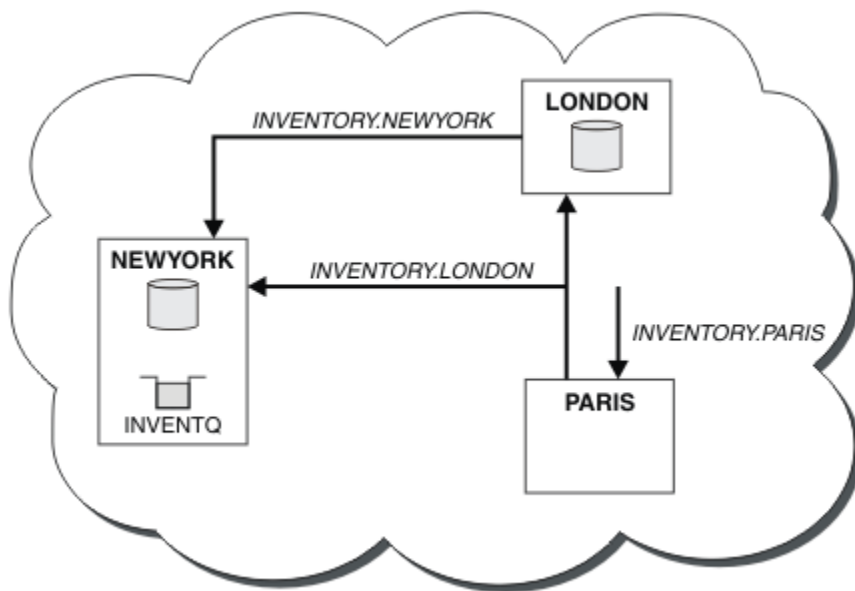 LONDON
INVENTORY.NEWYORK
NEWYORK
INVENTORY.LONDON
INVENTORY.PARIS
PARIS
INVENTQ